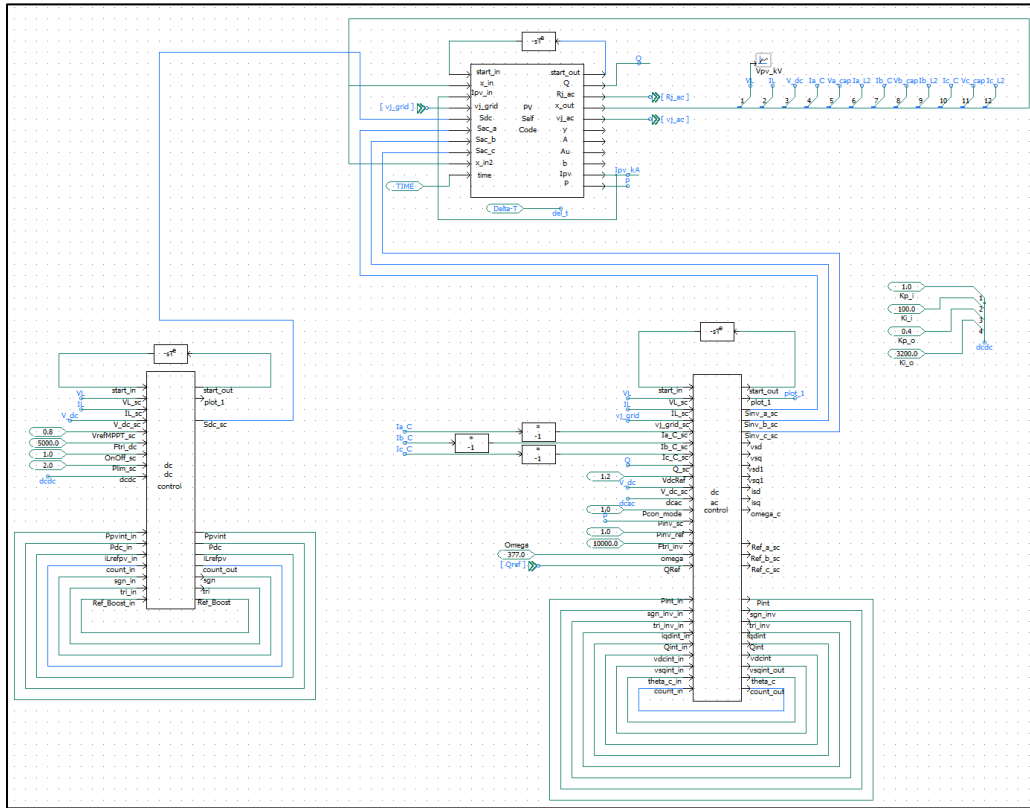 -sT e
start_in
start_out
x_in
Q
Q
Ipv_in
Rj_ac
[ Rj_ac ]
[ vj_grid ]
vj_grid
PV
x_out
Sdc
Self
vj_ac
[ vj_ac ]
Sac_a
Code
y
Sac_b
A
Sac_c
Au
x_in2
b
time
Ipv
Ipv_kA
P
P
TIME
Delta-T
del_t
Vpv_kV
VL
IL
V_dc
Ia_C
Va_cap
Ia_L2
Ib_C
Vb_cap
Ib_L2
Ic_C
Vc_cap
Ic_L2
1
2
3
4
5
6
7
8
9
10
11
12
1.0
Kp_i
100.0
Ki_i
0.4
Kp_o
3200.0
Ki_o
1
2
3
4
dcdc
-sT e
start_in
start_out
VL
VL_sc
plot_1
IL
IL_sc
V_dc
V_dc_sc
Sdc_sc
0.8
VrefMPPT_sc
5000.0
Ftri_dc
1.0
OnOff_sc
2.0
Plim_sc
dcdc
dcdc
dc
dc
control
Ppvint_in
Ppvint
Pdc_in
Pdc
iLrefpv_in
iLrefpv
count_in
count_out
sgn_in
sgn
tri_in
tri
Ref_Boost_in
Ref_Boost
-sT e
start_in
start_out
VL
VL_sc
plot_1
plot_1
IL
IL_sc
Sinv_a_sc
vj_grid
vj_grid_sc
Sinv_b_sc
Ia_C
Ia_C_sc
Sinv_c_sc
Ib_C
*
-1
*
-1
Ib_C_sc
vsd
Ic_C
*
-1
Ic_C_sc
vsq
Q
Q_sc
vsd1
1.2
VdcRef
vsq1
V_dc
V_dc_sc
isd
dcac
dcac
isq
1.0
Pcon_mode
omega_c
P
Pinv_sc
1.0
Pinv_ref
10000.0
Ftri_inv
Ref_a_sc
Omega
377.0
omega
Ref_b_sc
[ Qref ]
QRef
Ref_c_sc
dc
ac
control
Pint_in
Pint
sgn_inv_in
sgn_inv
tri_inv_in
tri_inv
iqdint_in
iqdint
Qint_in
Qint
vdcint_in
vdcint
vsqint_in
vsqint_out
theta_c_in
theta_c
count_in
count_out